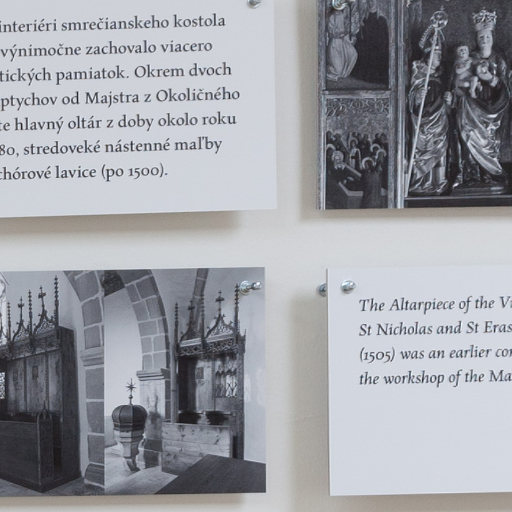 interiéri smrečianskeho kostola
výnimočne zachovalo viacero
tických pamiatok. Okrem dvoch
ptychov od Majstra z Okoličného
te hlavný oltár z doby okolo roku
80, stredoveké nástenné maľby
chórové lavice (po 1500).
The Altarpiece of the Vi
St Nicholas and St Eras
(1505) was an earlier con
the workshop of the Ma